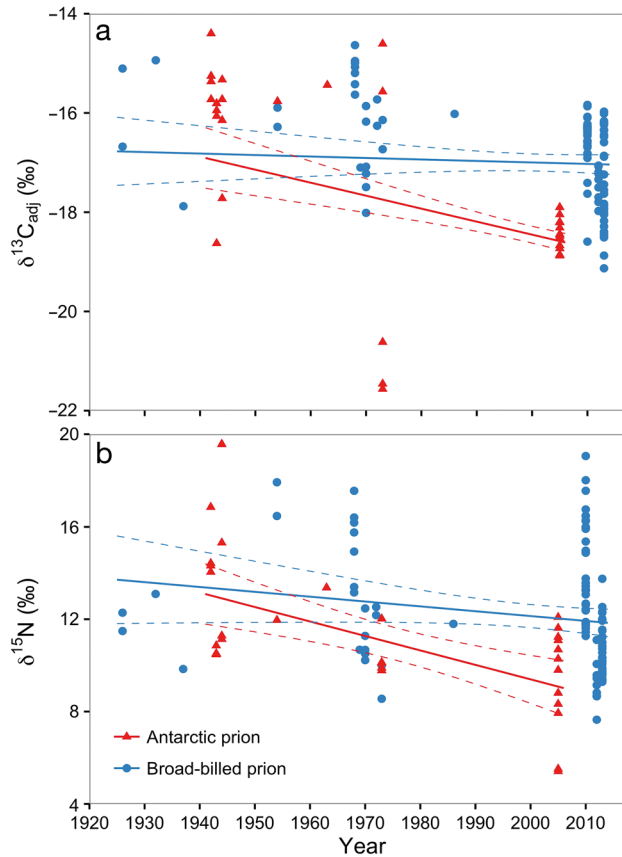 a
−14
−16
−18
−20
−22
δ¹³Cadj (‰)
b
20
16
12
8
4
δ¹⁵N (‰)
Antarctic prion
Broad-billed prion
1920 1930 1940 1950 1960 1970 1980 1990 2000 2010
Year